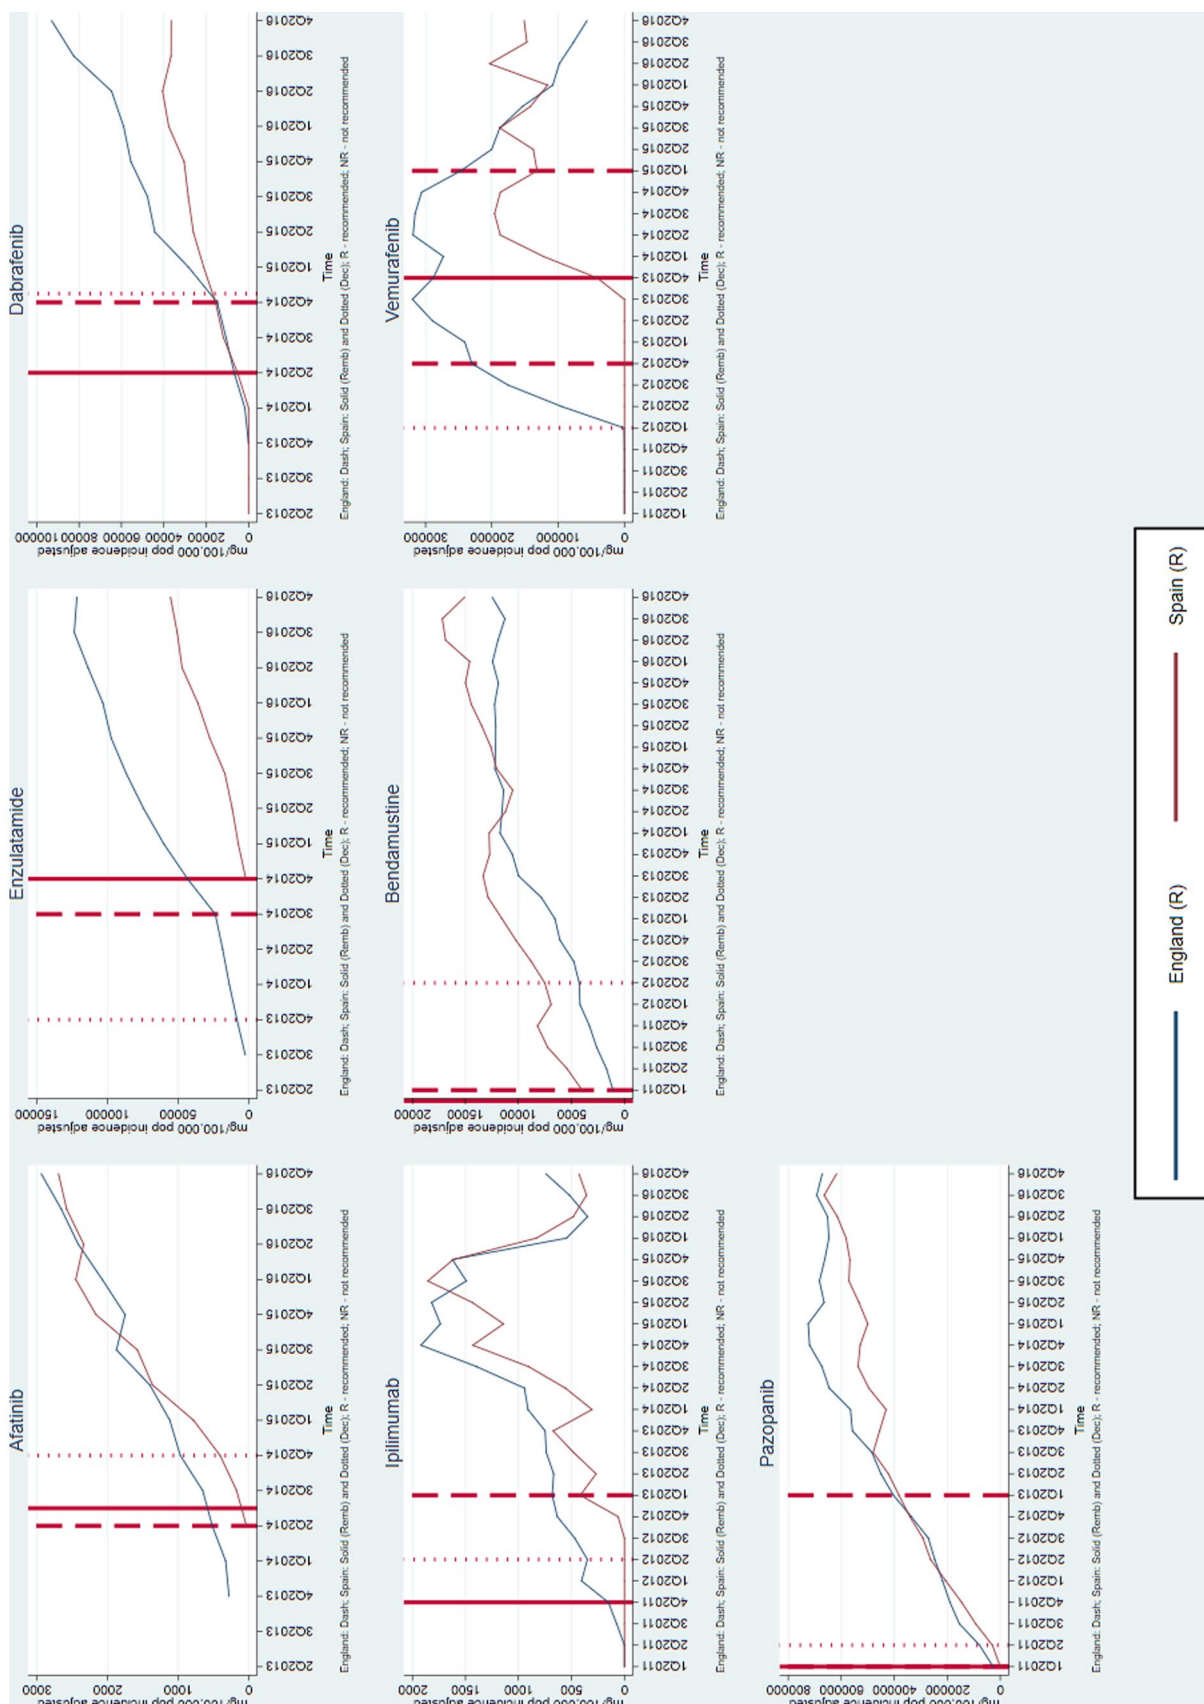 Afatinib
mg/100,000 pop incidence adjusted
0 1000 2000 3000
2Q2013 3Q2013 4Q2013 1Q2014 2Q2014 3Q2014 4Q2014 1Q2015 2Q2015 3Q2015 4Q2015 1Q2016 2Q2016 3Q2016 4Q2016
Time
England: Dash; Spain: Solid (Remb) and Dotted (Dec); R - recommended; NR - not recommended
Enzulatamide
mg/100,000 pop incidence adjusted
0 50000 100000 150000
2Q2013 3Q2013 4Q2013 1Q2014 2Q2014 3Q2014 4Q2014 1Q2015 2Q2015 3Q2015 4Q2015 1Q2016 2Q2016 3Q2016 4Q2016
Time
England: Dash; Spain: Solid (Remb) and Dotted (Dec); R - recommended; NR - not recommended
Dabrafenib
mg/100,000 pop incidence adjusted
0 20000 40000 60000 80000 100000
2Q2013 3Q2013 4Q2013 1Q2014 2Q2014 3Q2014 4Q2014 1Q2015 2Q2015 3Q2015 4Q2015 1Q2016 2Q2016 3Q2016 4Q2016
Time
England: Dash; Spain: Solid (Remb) and Dotted (Dec); R - recommended; NR - not recommended
Ipilimumab
mg/100,000 pop incidence adjusted
0 500 1000 1500 2000
1Q2011 2Q2011 3Q2011 4Q2011 1Q2012 2Q2012 3Q2012 4Q2012 1Q2013 2Q2013 3Q2013 4Q2013 1Q2014 2Q2014 3Q2014 4Q2014 1Q2015 2Q2015 3Q2015 4Q2015 1Q2016 2Q2016 3Q2016 4Q2016
Time
England: Dash; Spain: Solid (Remb) and Dotted (Dec); R - recommended; NR - not recommended
Bendamustine
mg/100,000 pop incidence adjusted
0 5000 10000 15000 20000
1Q2011 2Q2011 3Q2011 4Q2011 1Q2012 2Q2012 3Q2012 4Q2012 1Q2013 2Q2013 3Q2013 4Q2013 1Q2014 2Q2014 3Q2014 4Q2014 1Q2015 2Q2015 3Q2015 4Q2015 1Q2016 2Q2016 3Q2016 4Q2016
Time
England: Dash; Spain: Solid (Remb) and Dotted (Dec); R - recommended; NR - not recommended
Vemurafenib
mg/100,000 pop incidence adjusted
0 100000 200000 300000
1Q2011 2Q2011 3Q2011 4Q2011 1Q2012 2Q2012 3Q2012 4Q2012 1Q2013 2Q2013 3Q2013 4Q2013 1Q2014 2Q2014 3Q2014 4Q2014 1Q2015 2Q2015 3Q2015 4Q2015 1Q2016 2Q2016 3Q2016 4Q2016
Time
England: Dash; Spain: Solid (Remb) and Dotted (Dec); R - recommended; NR - not recommended
Pazopanib
mg/100,000 pop incidence adjusted
0 200000 400000 600000 800000
1Q2011 2Q2011 3Q2011 4Q2011 1Q2012 2Q2012 3Q2012 4Q2012 1Q2013 2Q2013 3Q2013 4Q2013 1Q2014 2Q2014 3Q2014 4Q2014 1Q2015 2Q2015 3Q2015 4Q2015 1Q2016 2Q2016 3Q2016 4Q2016
Time
England: Dash; Spain: Solid (Remb) and Dotted (Dec); R - recommended; NR - not recommended
England (R) Spain (R)